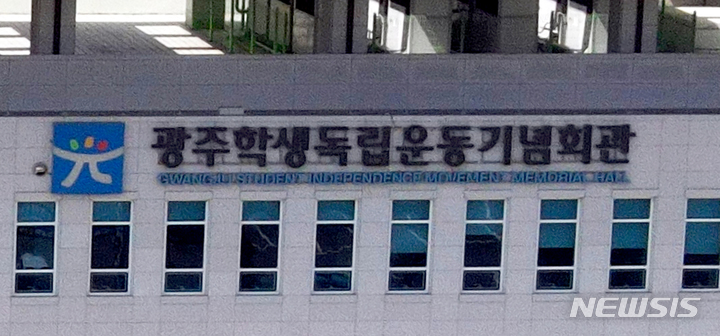 광주학생독립운동기념회관
GWANGJU STUDENT INDEPENDENCE MOVEMENT MEMORIAL HALL
NEWSIS